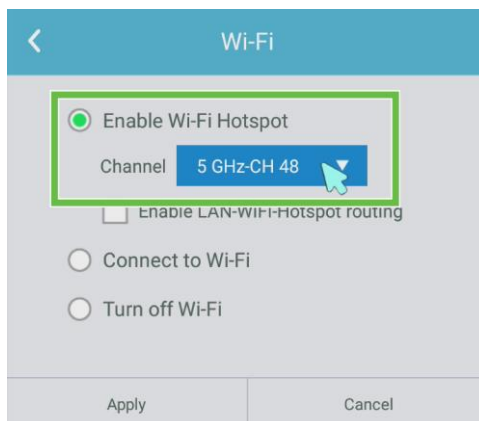 Wi-Fi
Enable Wi-Fi Hotspot
Channel 5 GHz-CH 48
Enable LAN-WiFi-Hotspot routing
Connect to Wi-Fi
Turn off Wi-Fi
Apply Cancel